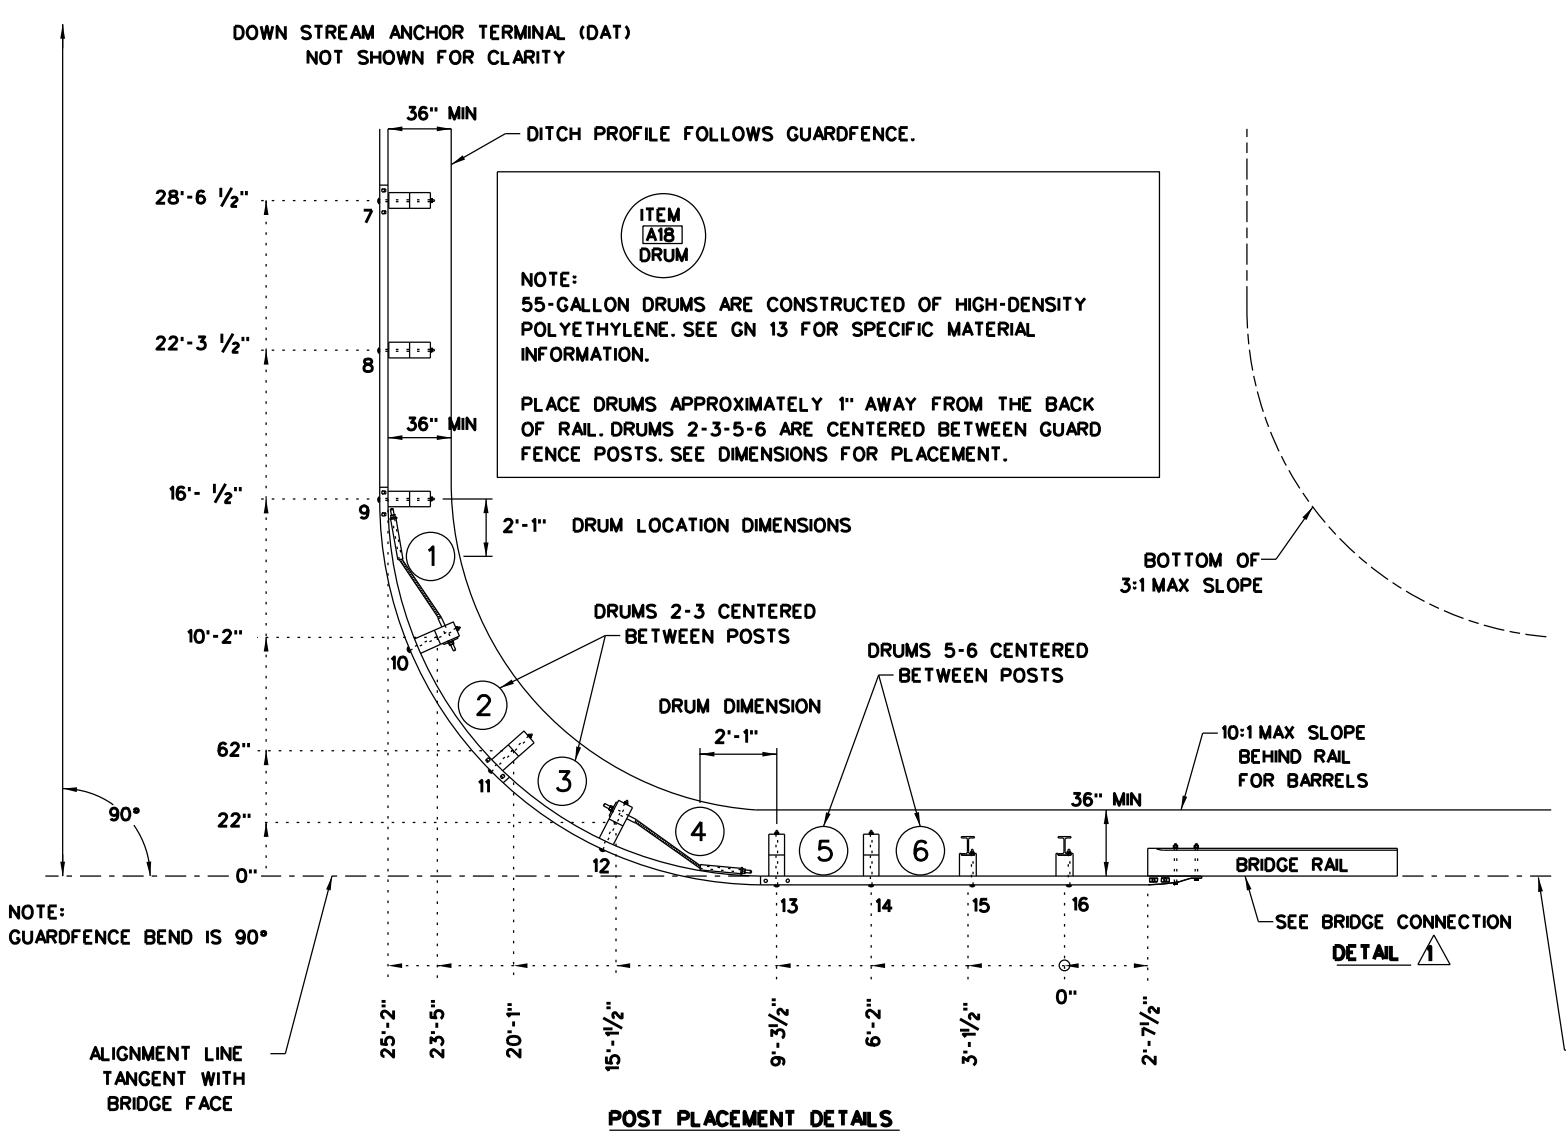 DOWN STREAM ANCHOR TERMINAL (DAT)
NOT SHOWN FOR CLARITY
36" MIN
DITCH PROFILE FOLLOWS GUARDFENCE.
28'-6 1/2"
7
ITEM
A18
DRUM
NOTE:
55-GALLON DRUMS ARE CONSTRUCTED OF HIGH-DENSITY
POLYETHYLENE. SEE GN 13 FOR SPECIFIC MATERIAL
INFORMATION.
PLACE DRUMS APPROXIMATELY 1" AWAY FROM THE BACK
OF RAIL. DRUMS 2-3-5-6 ARE CENTERED BETWEEN GUARD
FENCE POSTS. SEE DIMENSIONS FOR PLACEMENT.
22'-3 1/2"
8
36" MIN
16'- 1/2"
9
2'-1" DRUM LOCATION DIMENSIONS
1
BOTTOM OF
3:1 MAX SLOPE
DRUMS 2-3 CENTERED
BETWEEN POSTS
10'-2"
10
DRUMS 5-6 CENTERED
BETWEEN POSTS
2
DRUM DIMENSION
2'-1"
62"
11
3
10:1 MAX SLOPE
BEHIND RAIL
FOR BARRELS
36" MIN
90°
22"
12
4
5
6
BRIDGE RAIL
0"
13
14
15
16
NOTE:
GUARDFENCE BEND IS 90°
SEE BRIDGE CONNECTION
DETAIL 1
0"
25'-2"
23'-5"
20'-1"
15'-1 1/2"
9'-3 1/2"
6'-2"
3'-1 1/2"
2'-7 1/2"
ALIGNMENT LINE
TANGENT WITH
BRIDGE FACE
POST PLACEMENT DETAILS